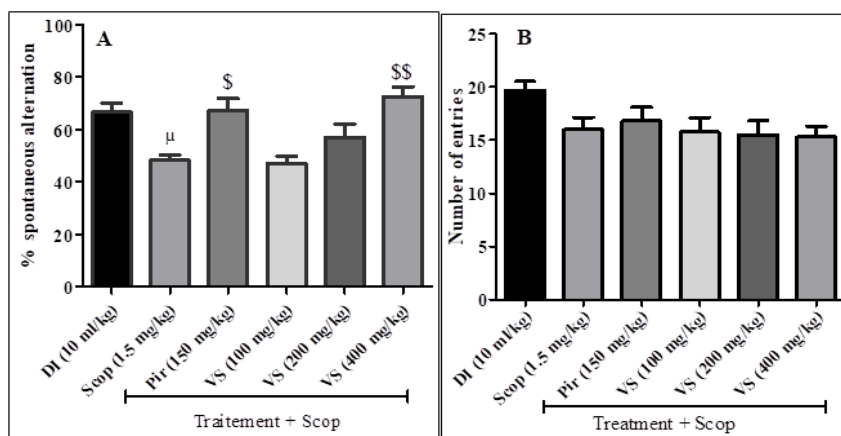 A
% spontaneous alternation
100
80
60
40
20
0
μ
$
$$
DI (10 ml/kg)
Scop (1.5 mg/kg)
Pir (150 mg/kg)
VS (100 mg/kg)
VS (200 mg/kg)
VS (400 mg/kg)
Traitement + Scop
B
Number of entries
25
20
15
10
5
0
DI (10 ml/kg)
Scop (1.5 mg/kg)
Pir (150 mg/kg)
VS (100 mg/kg)
VS (200 mg/kg)
VS (400 mg/kg)
Treatment + Scop